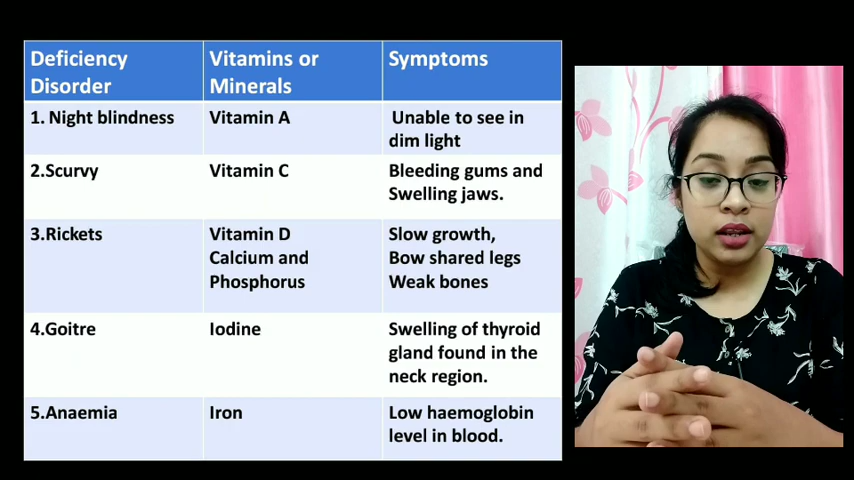 Deficiency
Disorder
Vitamins or
Minerals
Symptoms
1. Night blindness
Vitamin A
Unable to see in
dim light
2.Scurvy
Vitamin C
Bleeding gums and
Swelling jaws.
3.Rickets
Vitamin D
Calcium and
Phosphorus
Slow growth,
Bow shared legs
Weak bones
4.Goitre
Iodine
Swelling of thyroid
gland found in the
neck region.
5.Anaemia
Iron
Low haemoglobin
level in blood.